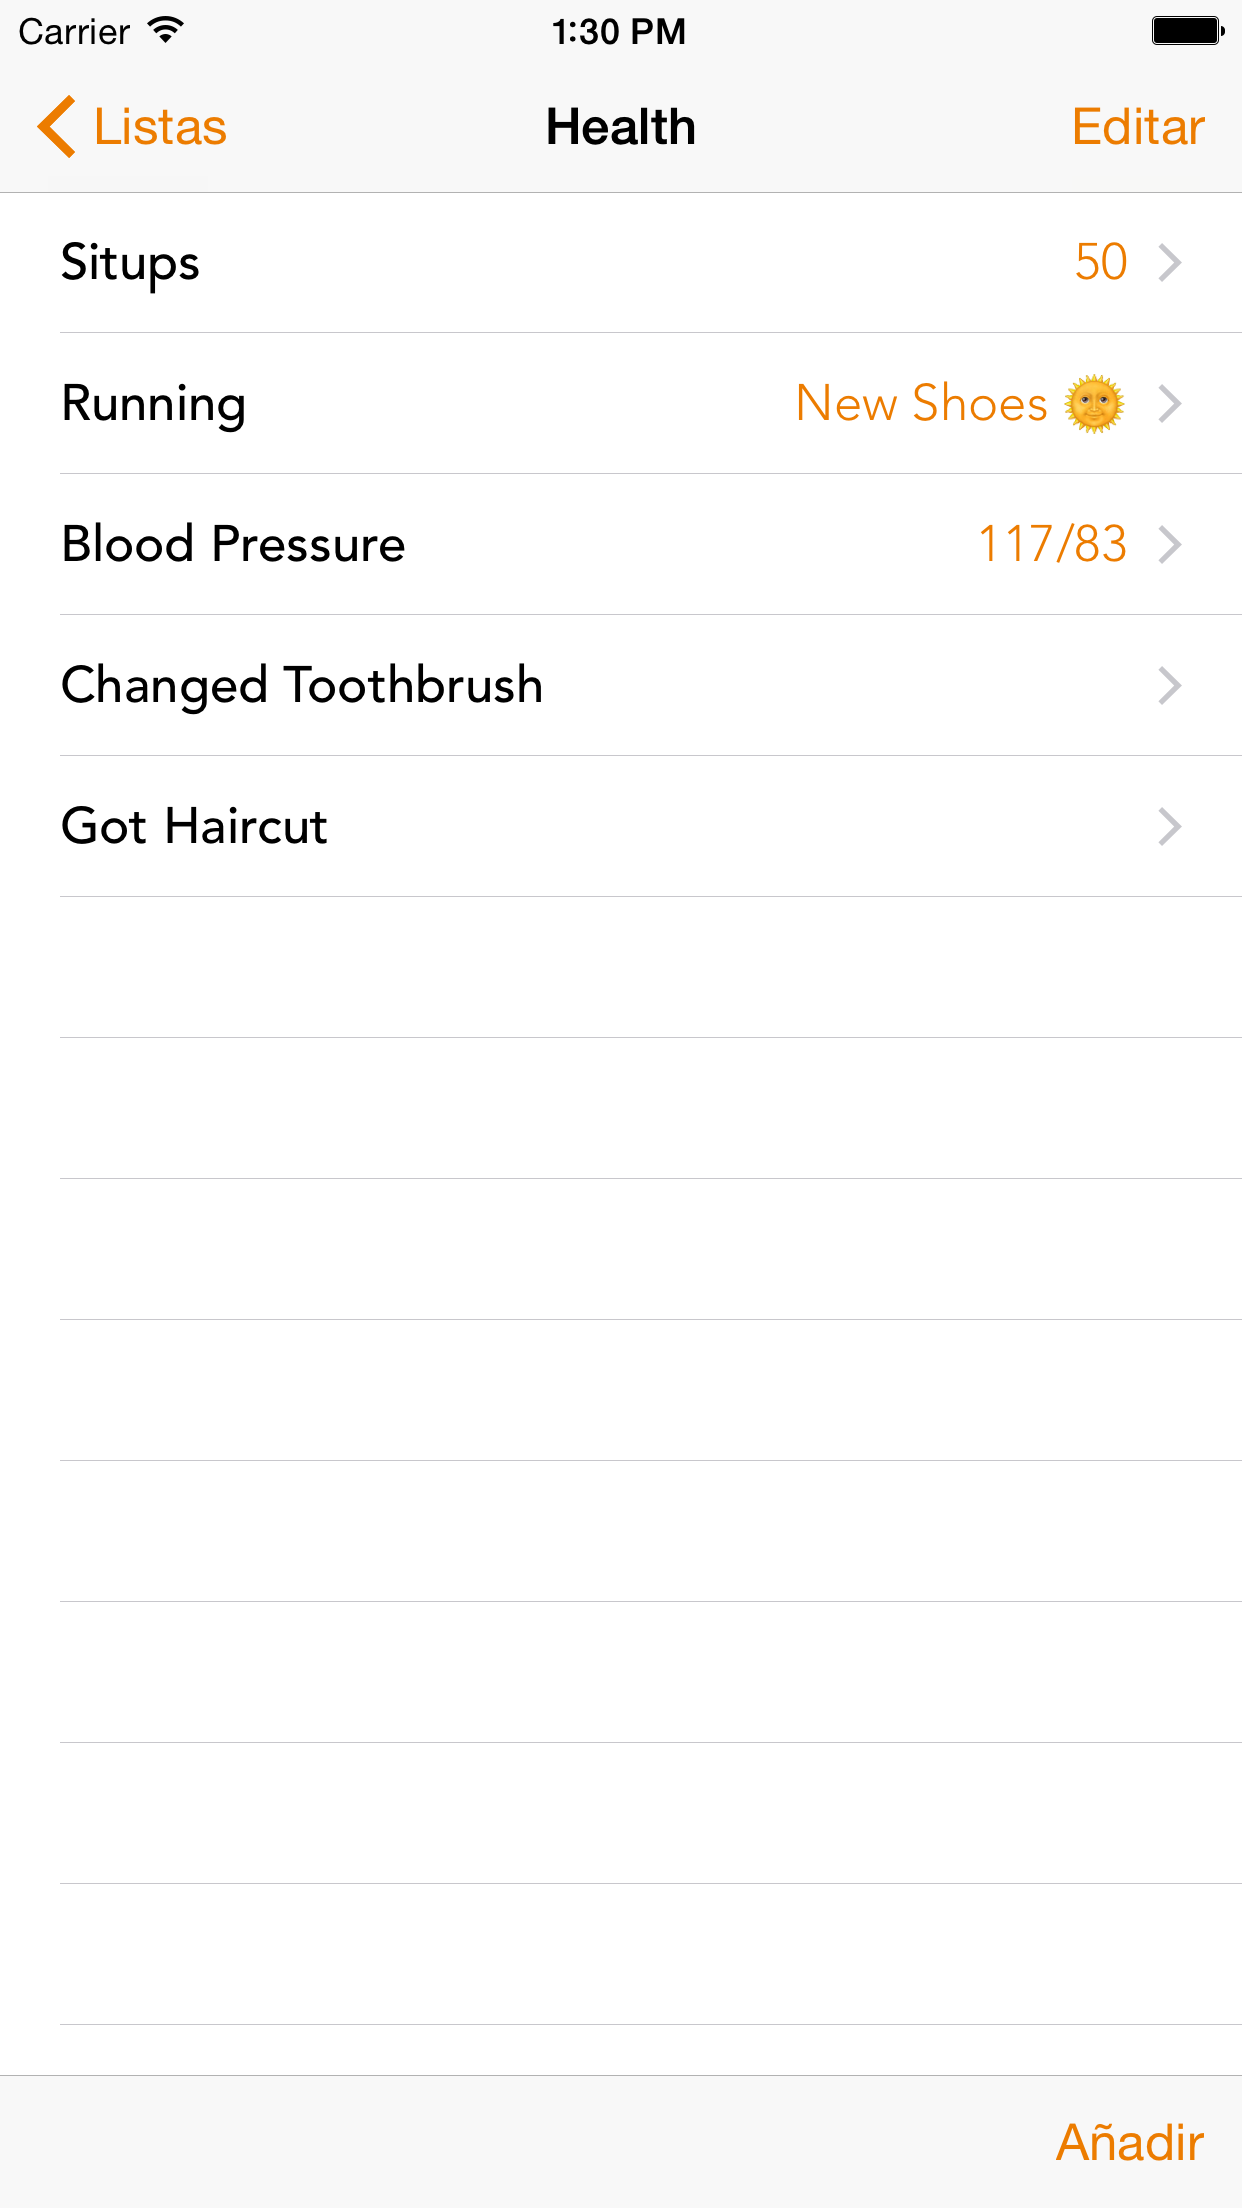 Carrier 1:30 PM
Listas Health Editar
Situps 50
Running New Shoes 🌞
Blood Pressure 117/83
Changed Toothbrush
Got Haircut
Añadir